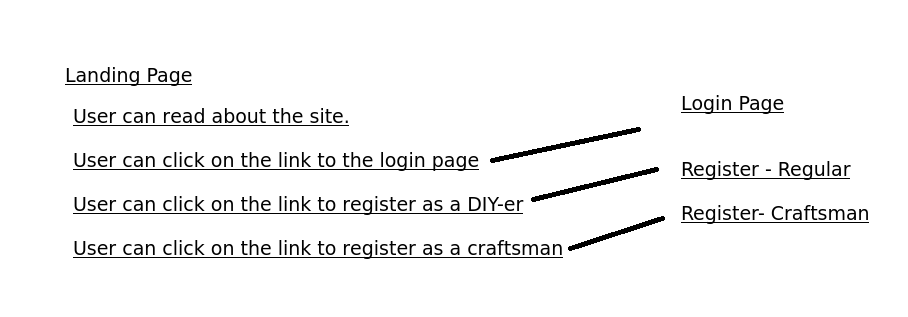 Landing Page
User can read about the site.
User can click on the link to the login page
User can click on the link to register as a DIY-er
User can click on the link to register as a craftsman
Login Page
Register - Regular
Register- Craftsman